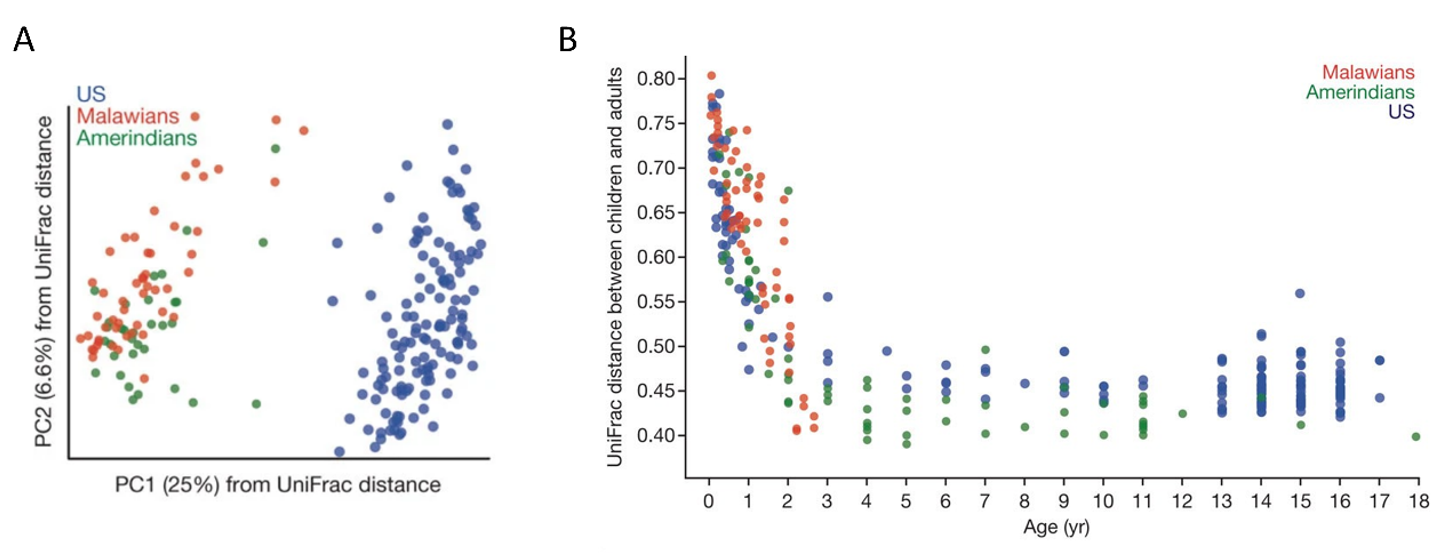 A
US
Malawians
Amerindians
PC2 (6.6%) from UniFrac distance
PC1 (25%) from UniFrac distance
B
UniFrac distance between children and adults
0.80
0.75
0.70
0.65
0.60
0.55
0.50
0.45
0.40
Malawians
Amerindians
US
0 1 2 3 4 5 6 7 8 9 10 11 12 13 14 15 16 17 18
Age (yr)